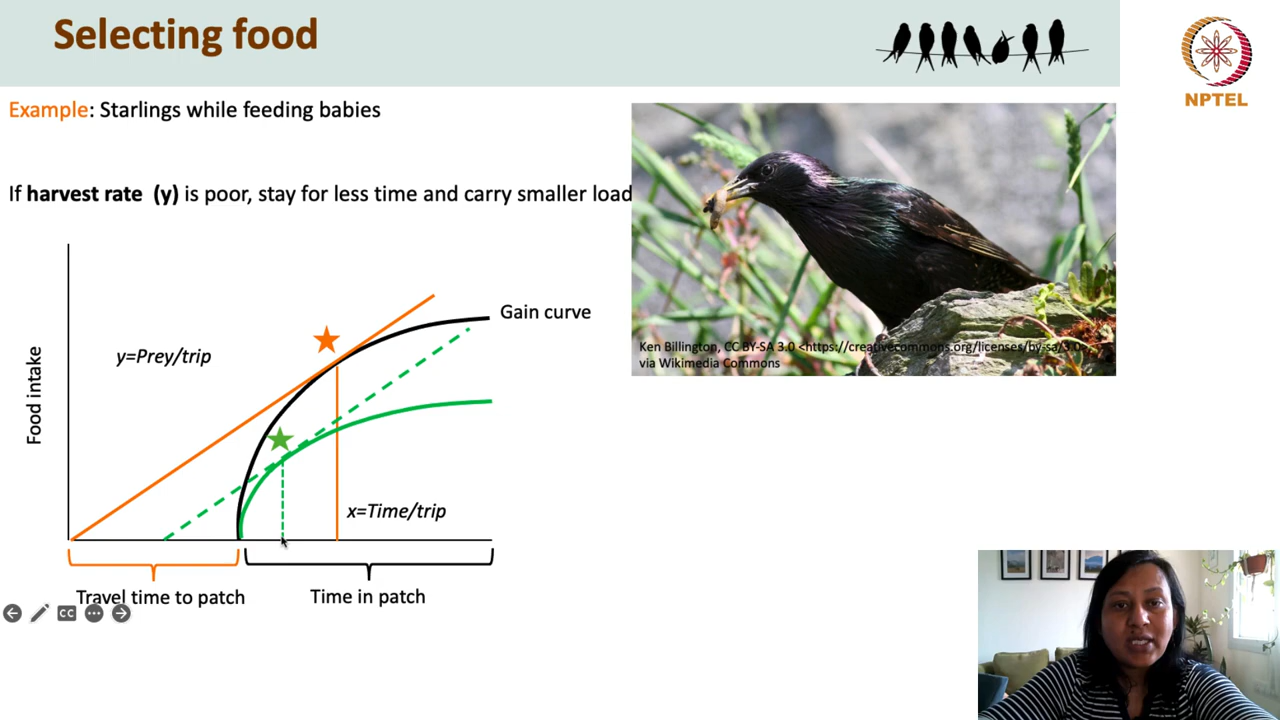 Selecting food
NPTEL
Example: Starlings while feeding babies
If harvest rate (y) is poor, stay for less time and carry smaller load
Gain curve
y=Prey/trip
Food intake
Ken Billington, CC BY-SA 3.0 <https://creativecommons.org/licenses/by-sa/3.0>,
via Wikimedia Commons
x=Time/trip
Travel time to patch
Time in patch
CC